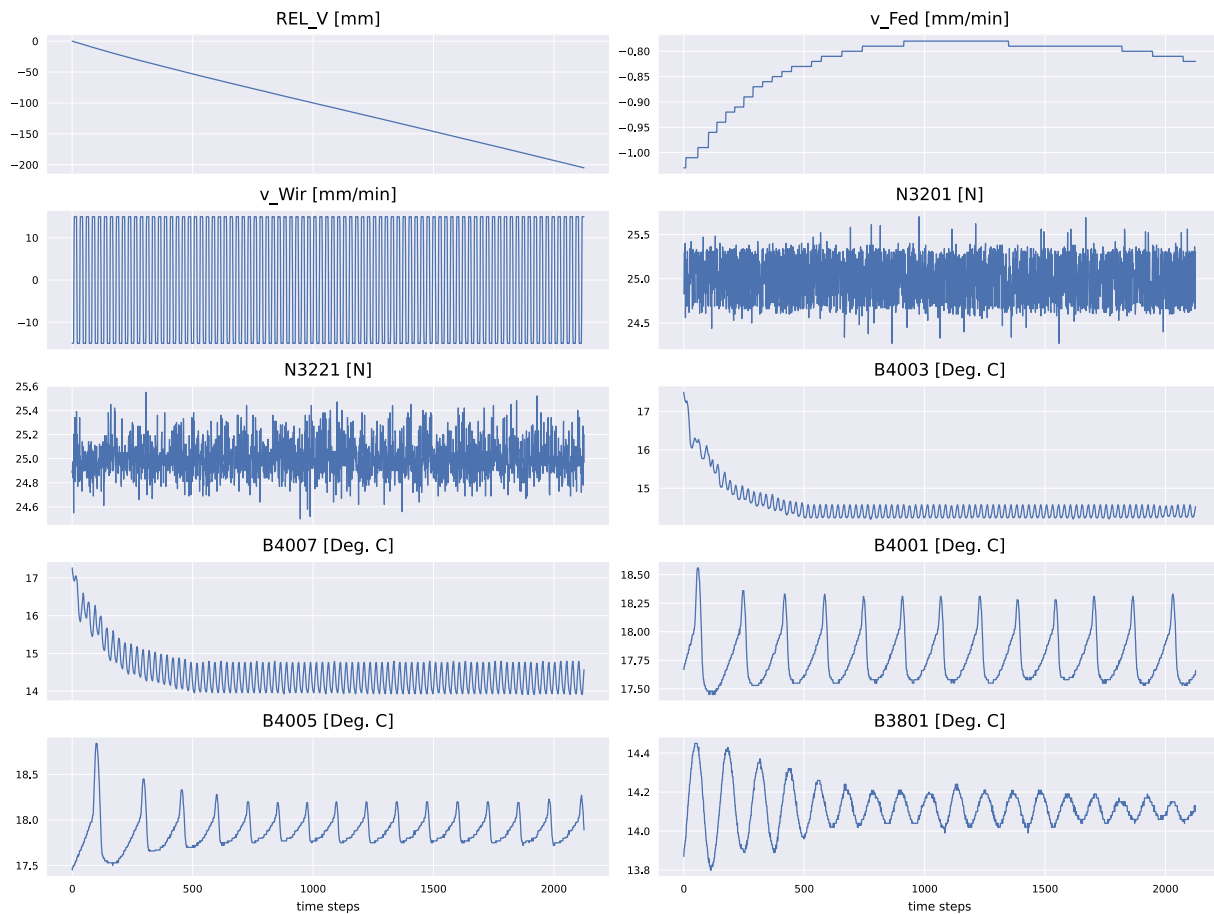 REL_V [mm]
0
−50
−100
−150
−200
v_Fed [mm/min]
−0.80
−0.85
−0.90
−0.95
−1.00
v_Wir [mm/min]
10
0
−10
N3201 [N]
25.5
25.0
24.5
N3221 [N]
25.6
25.4
25.2
25.0
24.8
24.6
B4003 [Deg. C]
17
16
15
B4007 [Deg. C]
17
16
15
14
B4001 [Deg. C]
18.50
18.25
18.00
17.75
17.50
B4005 [Deg. C]
18.5
18.0
17.5
0 500 1000 1500 2000
time steps
B3801 [Deg. C]
14.4
14.2
14.0
13.8
0 500 1000 1500 2000
time steps